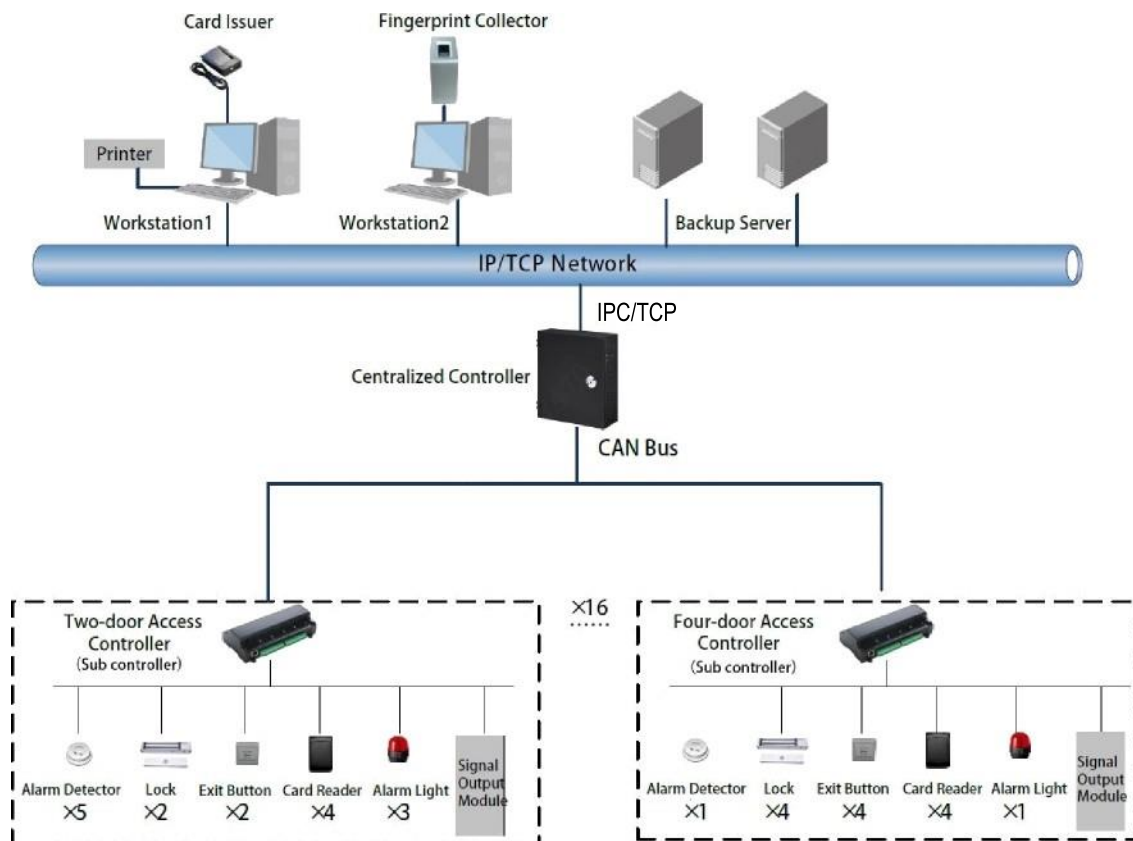 Card Issuer
Fingerprint Collector
Printer
Workstation1
Workstation2
Backup Server
IP/TCP Network
IPC/TCP
Centralized Controller
CAN Bus
×16
......
Two-door Access
Controller
(Sub controller)
Alarm Detector
×5
Lock
×2
Exit Button
×2
Card Reader
×4
Alarm Light
×3
Signal
Output
Module
Four-door Access
Controller
(Sub controller)
Alarm Detector
×1
Lock
×4
Exit Button
×4
Card Reader
×4
Alarm Light
×1
Signal
Output
Module